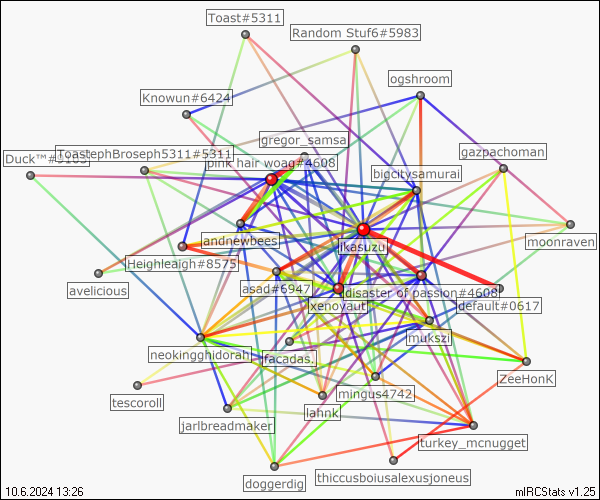 Toast#5311
Random Stuf6#5983
ogshroom
Knowun#6424
gregor_samsa
gazpachoman
Duck™
ToastephBroseph5311#5311
pink hair woag#4608
bigcitysamurai
andnewbees
jkasuzu
moonraven
Heighleaigh#8575
avelicious
asad#6947
disaster of passion#4608
xenoyaut
default#0617
mukszi
neokingghidorah
facadas.
ZeeHonK
tescoroll
mingus4742
lahnk
jarlbreadmaker
turkey_mcnugget
doggerdig
thiccusboiusalexusjoneus
10.6.2024 13:26
mIRCStats v1.25